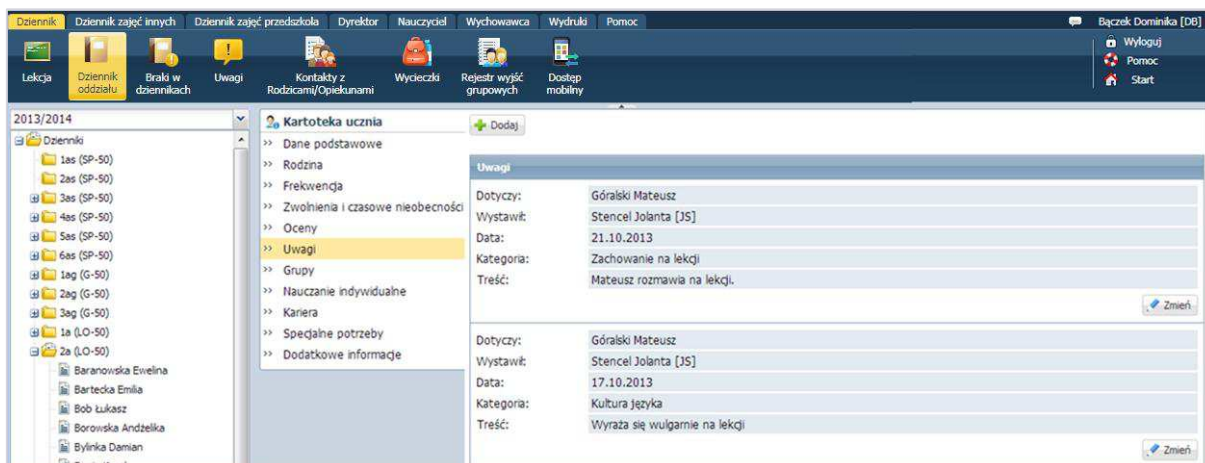 Dziennik Dziennik zajęć innych Dziennik zajęć przedszkola Dyrektor Nauczyciel Wychowawca Wydruki Pomoc Bączek Dominika [DB]
Lekcja
Dziennik oddziału
Braki w dziennikach
Uwagi
Kontakty z Rodzicami/Opiekunami
Wycieczki
Rejestr wyjść grupowych
Dostęp mobilny
Wyloguj
Pomoc
Start
2013/2014
Dzienniki
1as (SP-50)
2as (SP-50)
3as (SP-50)
4as (SP-50)
5as (SP-50)
6as (SP-50)
1ag (G-50)
2ag (G-50)
3ag (G-50)
1a (LO-50)
2a (LO-50)
Baranowska Ewelina
Bartecka Emilia
Bob Łukasz
Borowska Andżelika
Bylinka Damian
Kartoteka ucznia
Dane podstawowe
Rodzina
Frekwencja
Zwolnienia i czasowe nieobecności
Oceny
Uwagi
Grupy
Nauczanie indywidualne
Kariera
Specjalne potrzeby
Dodatkowe informacje
Dodaj
Uwagi
Dotyczy: Góralski Mateusz
Wystawił: Stencel Jolanta [JS]
Data: 21.10.2013
Kategoria: Zachowanie na lekcji
Treść: Mateusz rozmawia na lekcji.
Zmień
Dotyczy: Góralski Mateusz
Wystawił: Stencel Jolanta [JS]
Data: 17.10.2013
Kategoria: Kultura języka
Treść: Wyraża się wulgarnie na lekcji
Zmień